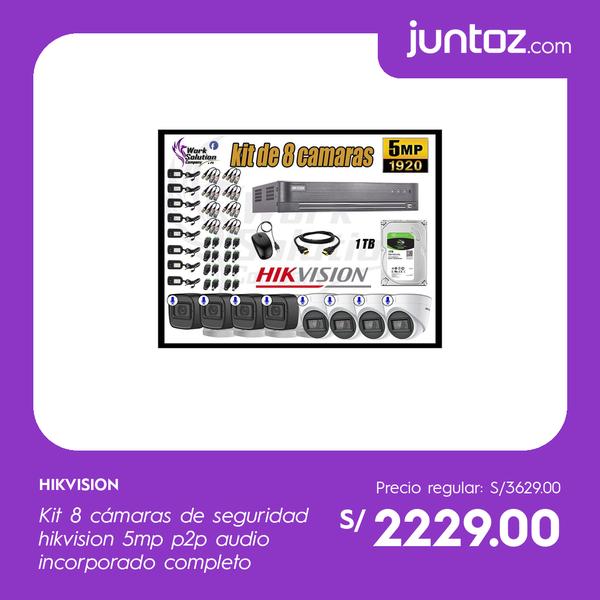 juntoz.com
Work
Solution
Company
kit de 8 camaras
5MP
1920
1 TB
HIKVISION
HIKVISION
Kit 8 cámaras de seguridad
hikvision 5mp p2p audio
incorporado completo
Precio regular: S/3629.00
S/ 2229.00